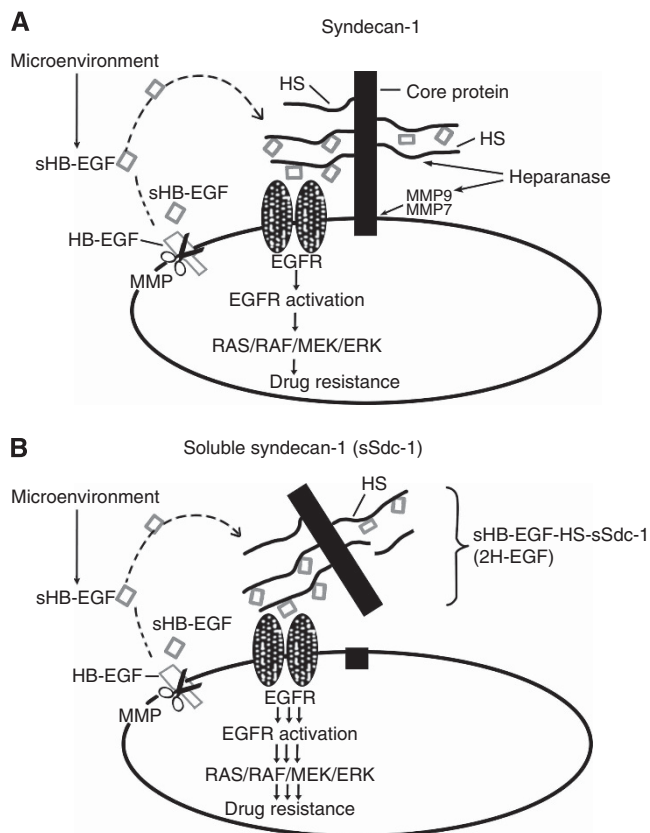 A
Syndecan-1
Microenvironment
HS
Core protein
HS
sHB-EGF
Heparanase
sHB-EGF
MMP9
MMP7
HB-EGF
MMP
EGFR
EGFR activation
RAS/RAF/MEK/ERK
Drug resistance
B
Soluble syndecan-1 (sSdc-1)
HS
Microenvironment
sHB-EGF-HS-sSdc-1
(2H-EGF)
sHB-EGF
sHB-EGF
HB-EGF
MMP
EGFR
EGFR activation
RAS/RAF/MEK/ERK
Drug resistance